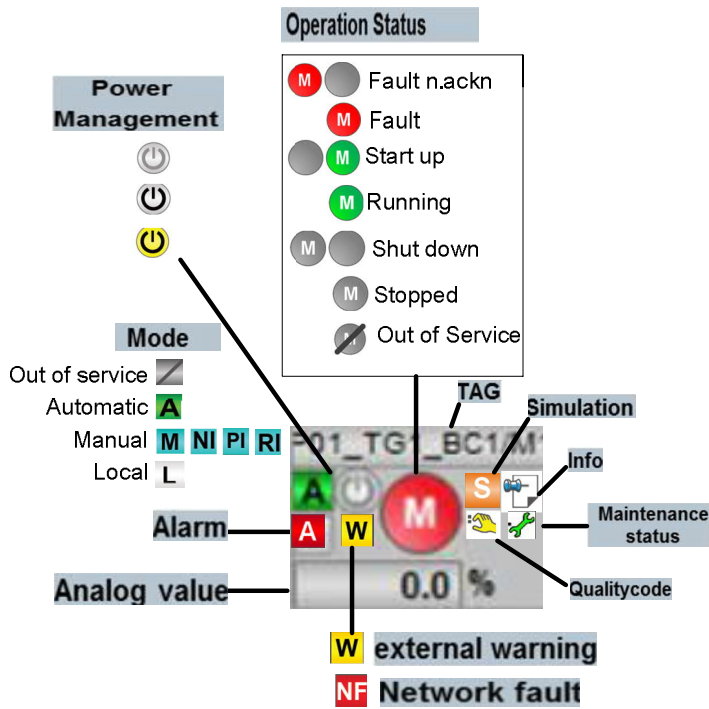 Operation Status
M Fault n.ackn
M Fault
M Start up
M Running
M Shut down
M Stopped
M Out of Service
Power
Management
Mode
Out of service
Automatic A
Manual M NI PI RI
Local L
TAG
Simulation
Info
Maintenance
status
Qualitycode
Alarm
Analog value
01_TG1_BC1/M
A M S
A W
0.0 %
W external warning
NF Network fault